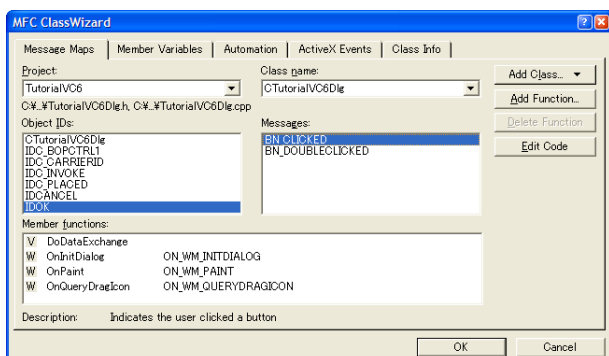 MFC ClassWizard
Message Maps Member Variables Automation ActiveX Events Class Info
Project: Class name:
TutorialVC6 CTutorialVC6Dlg
Add Class...
C:¥...¥TutorialVC6Dlg.h, C:¥...¥TutorialVC6Dlg.cpp
Add Function...
Object IDs: Messages:
Delete Function
CTutorialVC6Dlg BN_CLICKED
IDC_BOPCTRL1 BN_DOUBLECLICKED
Edit Code
IDC_CARRIERID
IDC_INVOKE
IDC_PLACED
IDCANCEL
IDOK
Member functions:
V DoDataExchange
W OnInitDialog ON_WM_INITDIALOG
W OnPaint ON_WM_PAINT
W OnQueryDragIcon ON_WM_QUERYDRAGICON
Description: Indicates the user clicked a button
OK Cancel